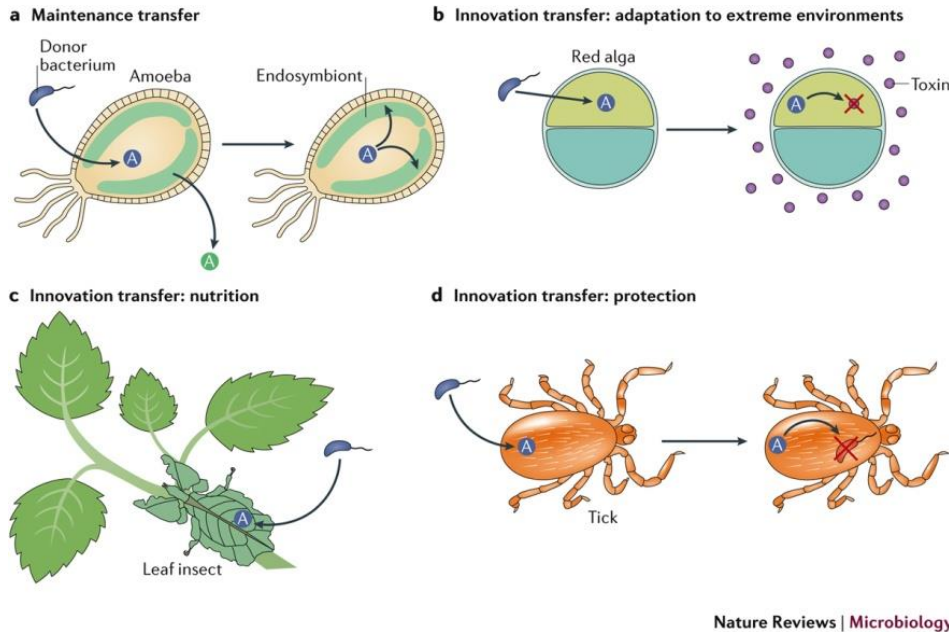 a Maintenance transfer
Donor
bacterium
Amoeba
Endosymbiont
A
A
A
b Innovation transfer: adaptation to extreme environments
Red alga
A
A
Toxin
c Innovation transfer: nutrition
A
Leaf insect
d Innovation transfer: protection
A
A
Tick
Nature Reviews | Microbiology